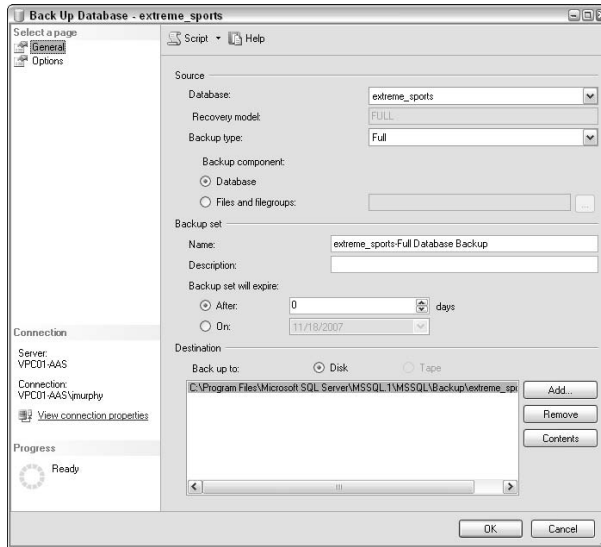 Back Up Database - extreme_sports
Select a page
General
Options
Script Help
Source
Database: extreme_sports
Recovery model: FULL
Backup type: Full
Backup component:
Database
Files and filegroups: ...
Backup set
Name: extreme_sports-Full Database Backup
Description:
Backup set will expire:
After: 0 days
On: 11/18/2007
Destination
Back up to: Disk Tape
C:\Program Files\Microsoft SQL Server\MSSQL.1\MSSQL\Backup\extreme_spo
Add...
Remove
Contents
Connection
Server:
VPC01-AAS
Connection:
VPC01-AAS\jmurphy
View connection properties
Progress
Ready
OK Cancel